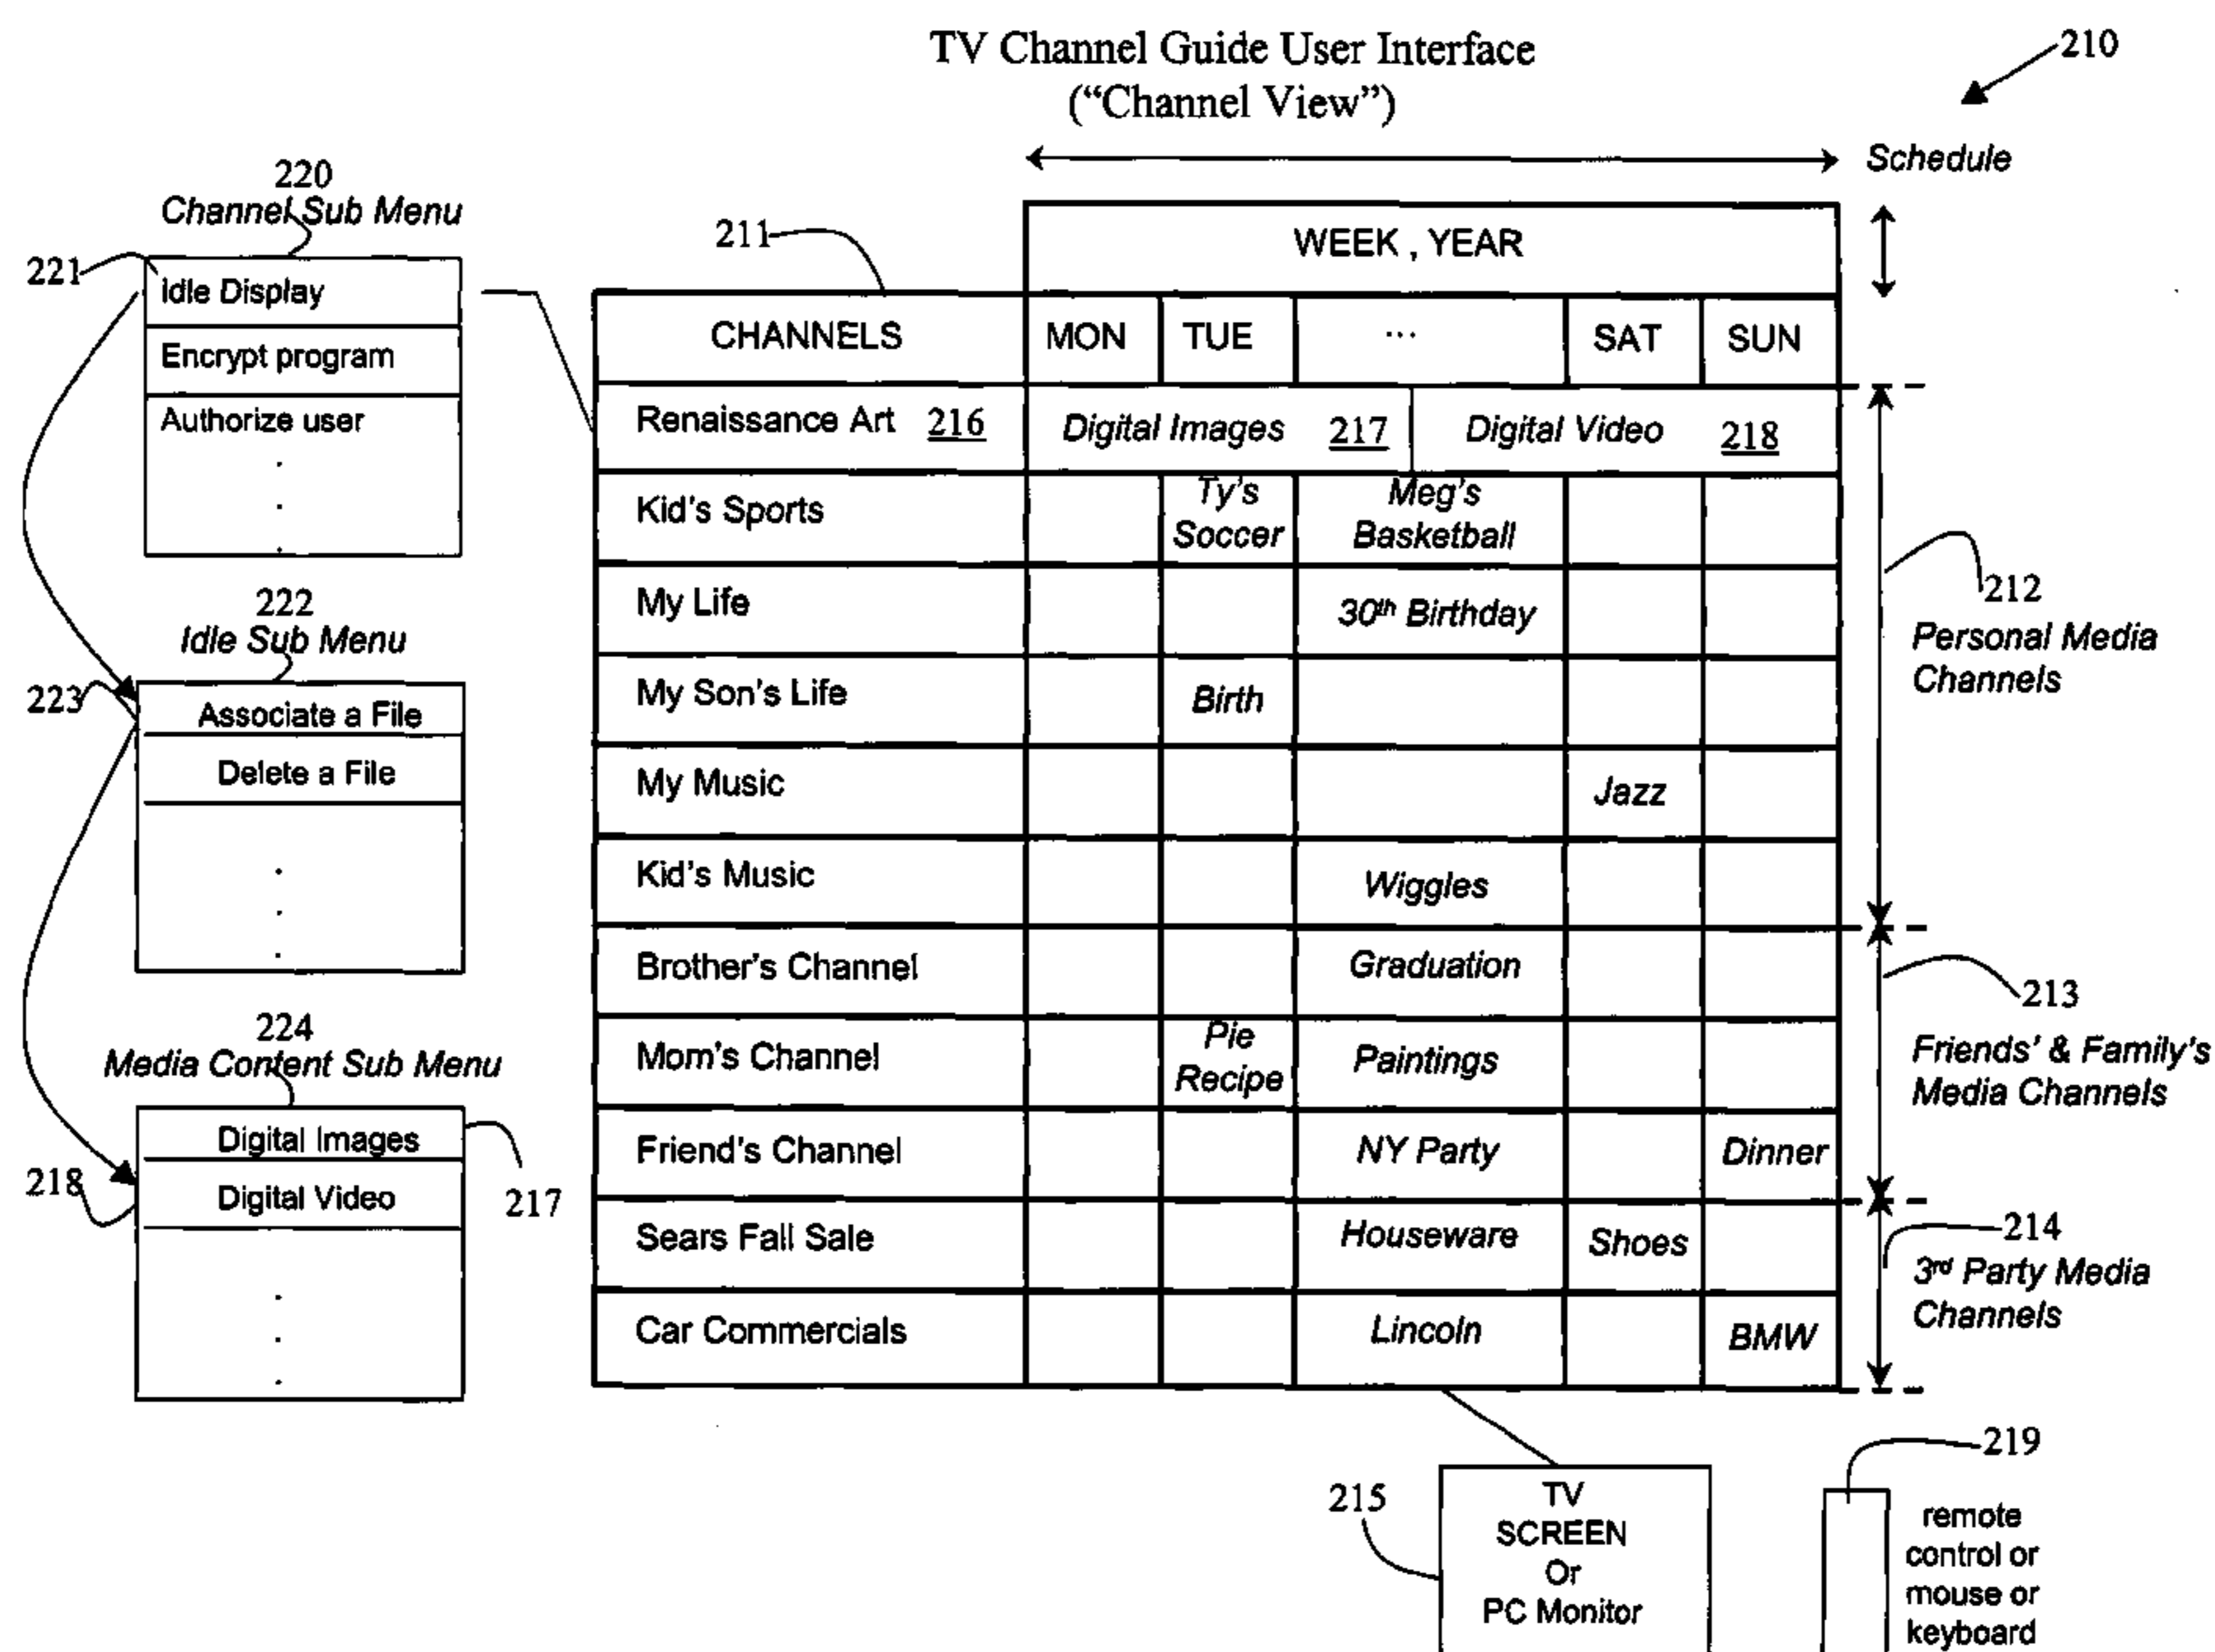 TV Channel Guide User Interface
("Channel View")
210
Schedule
220
Channel Sub Menu
221
Idle Display
Encrypt program
Authorize user
.
.
.
222
Idle Sub Menu
223
Associate a File
Delete a File
.
.
.
224
Media Content Sub Menu
Digital Images
217
218
Digital Video
.
.
.
211
WEEK , YEAR
CHANNELS MON TUE ... SAT SUN
Renaissance Art 216 Digital Images 217 Digital Video 218
Kid's Sports Ty's Soccer Meg's Basketball
My Life 30th Birthday
My Son's Life Birth
My Music Jazz
Kid's Music Wiggles
Brother's Channel Graduation
Mom's Channel Pie Recipe Paintings
Friend's Channel NY Party Dinner
Sears Fall Sale Houseware Shoes
Car Commercials Lincoln BMW
212
Personal Media
Channels
213
Friends' & Family's
Media Channels
214
3rd Party Media
Channels
215
TV
SCREEN
Or
PC Monitor
219
remote
control or
mouse or
keyboard